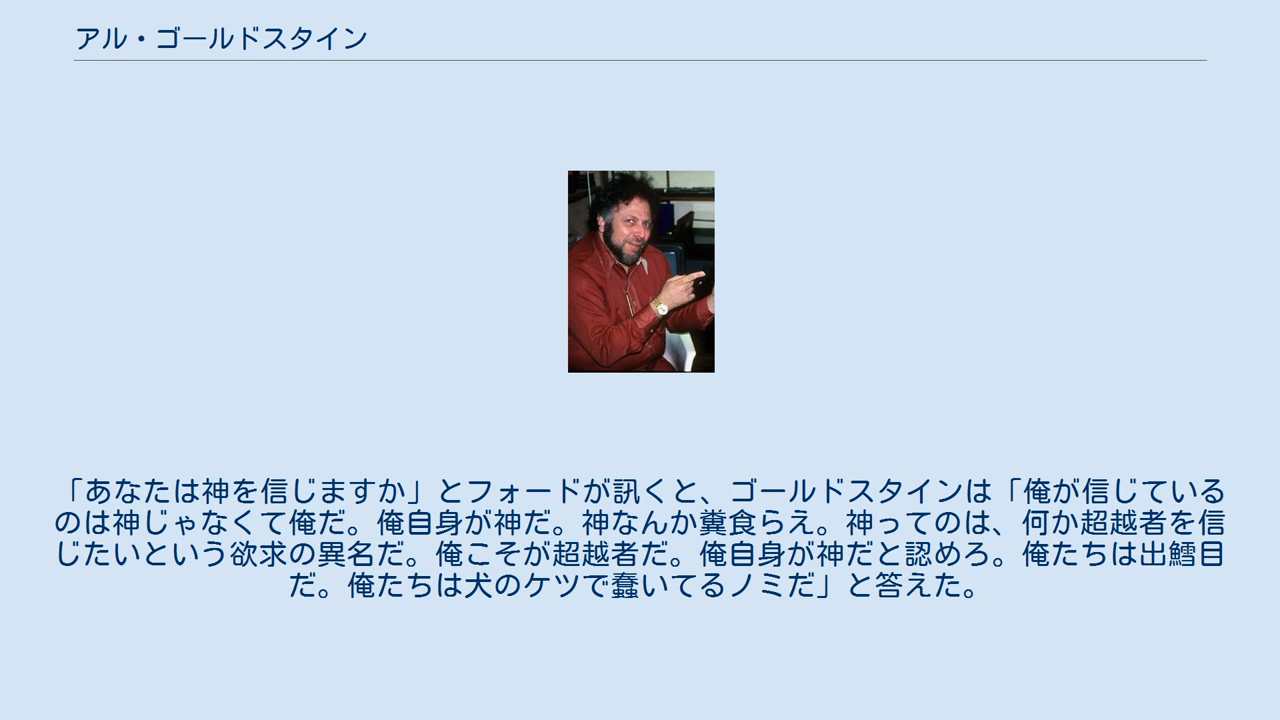 アル・ゴールドスタイン
「あなたは神を信じますか」とフォードが訊くと、ゴールドスタインは「俺が信じている
のは神じゃなくて俺だ。俺自身が神だ。神なんか糞食らえ。神ってのは、何か超越者を信
じたいという欲求の異名だ。俺こそが超越者だ。俺自身が神だと認めろ。俺たちは出鱈目
だ。俺たちは犬のケツで蠢いてるノミだ」と答えた。